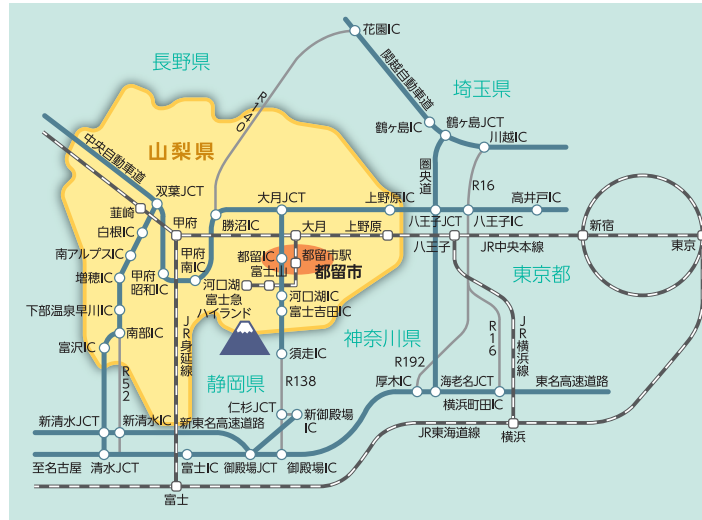 花園IC
長野県
関越自動車道
埼玉県
R140
鶴ヶ島IC
鶴ヶ島JCT
川越IC
中央自動車道
山梨県
圏央道
R16
双葉JCT
大月JCT
上野原IC
高井戸IC
韮崎
甲府
勝沼IC
大月
上野原
八王子JCT
八王子IC
新宿
白根IC
八王子
JR中央本線
東京
南アルプスIC
甲府南IC
都留IC
都留市駅
都留市
増穂IC
甲府昭和IC
富士山
東京都
河口湖
富士急ハイランド
河口湖IC
富士吉田IC
下部温泉早川IC
南部IC
JR身延線
神奈川県
R16
JR横浜線
富沢IC
須走IC
静岡県
R138
R192
R52
厚木IC
海老名JCT
東名高速道路
仁杉JCT
新御殿場IC
横浜町田IC
新清水JCT
新清水IC
新東名高速道路
JR東海道線
横浜
至名古屋
清水JCT
富士IC
御殿場JCT
御殿場IC
富士